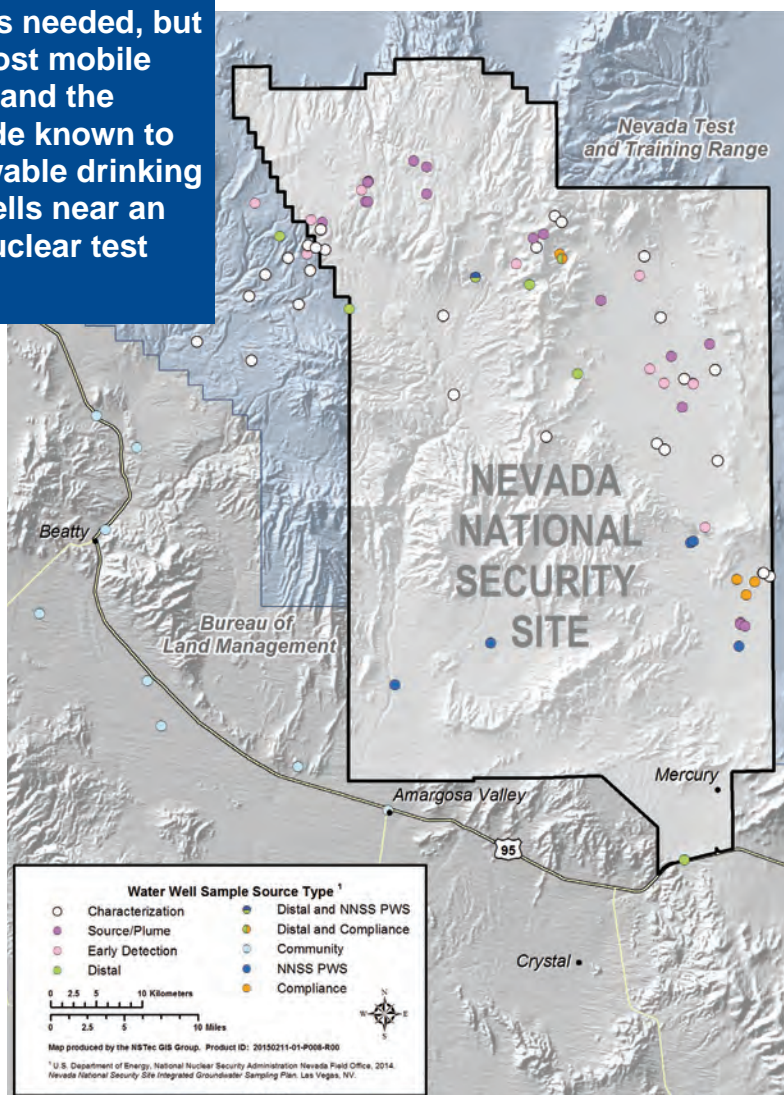 s needed, but
ost mobile
and the
de known to
vable drinking
ells near an
uclear test
Nevada Test
and Training Range
NEVADA
NATIONAL
SECURITY
SITE
Beatty
Bureau of
Land Management
Mercury
Amargosa Valley
95
Crystal
Water Well Sample Source Type 1
Characterization
Source/Plume
Early Detection
Distal
Distal and NNSS PWS
Distal and Compliance
Community
NNSS PWS
Compliance
0 2.5 5 10 Kilometers
0 2.5 5 10 Miles
N
E
S
W
Map produced by the NSTec GIS Group. Product ID: 20150211-01-P008-R00
1 U.S. Department of Energy, National Nuclear Security Administration Nevada Field Office, 2014.
Nevada National Security Site Integrated Groundwater Sampling Plan. Las Vegas, NV.